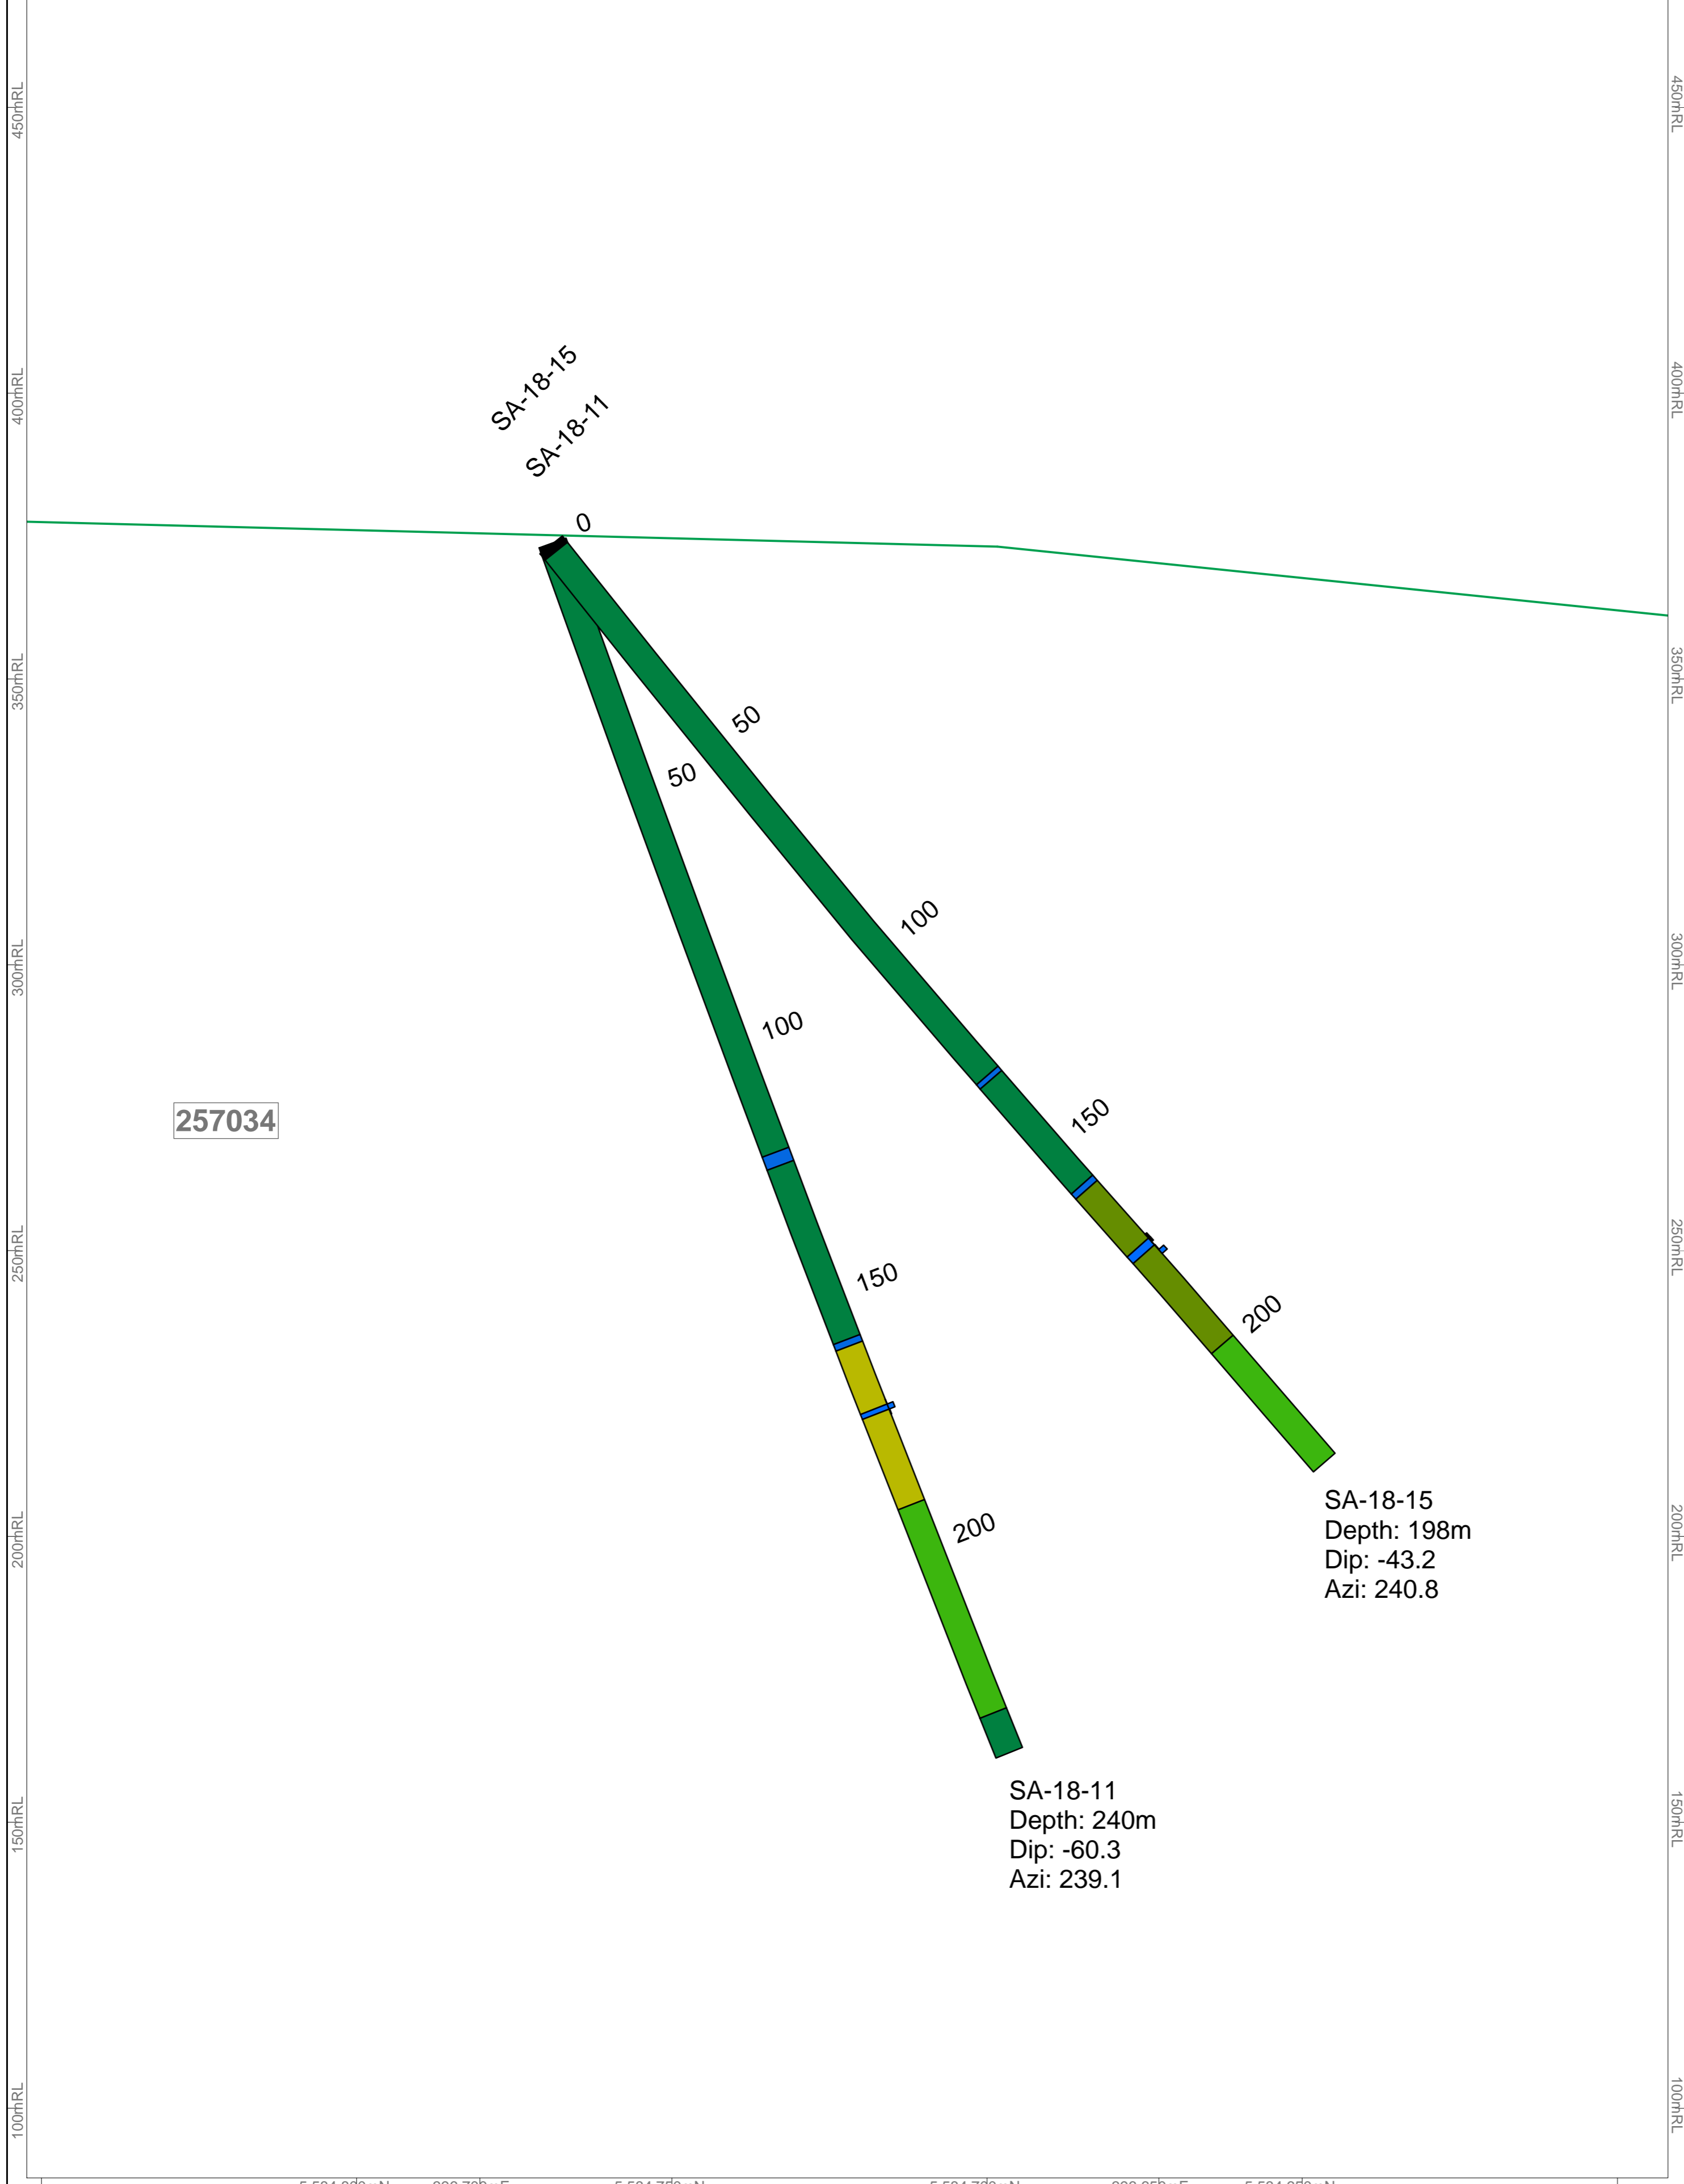 450mRL
450mRL
400mRL
400mRL
SA-18-15
SA-18-11
0
350mRL
350mRL
50
50
100
300mRL
300mRL
100
150
257034
250mRL
250mRL
150
200
SA-18-15
Depth: 198m
Dip: -43.2
Azi: 240.8
200
200mRL
200mRL
SA-18-11
Depth: 240m
Dip: -60.3
Azi: 239.1
150mRL
150mRL
100mRL
100mRL